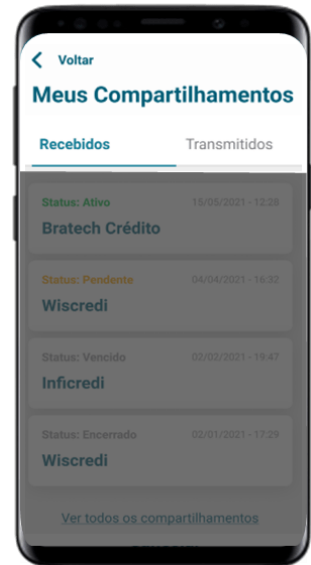 Voltar
Meus Compartilhamentos
Recebidos Transmitidos
Status: Ativo 18/05/2021 - 12:28
Bratech Crédito
Status: Pendente 04/04/2021 - 16:32
Wiscredi
Status: Vencido 02/02/2021 - 19:47
Inficredi
Status: Encerrado 02/01/2021 - 17:29
Wiscredi
Ver todos os compartilhamentos